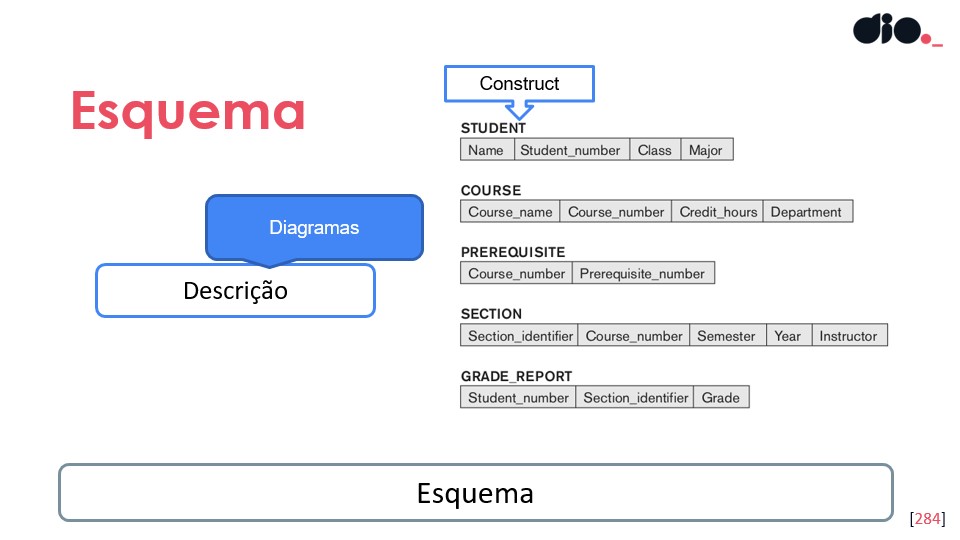 dio._
Esquema
Construct
STUDENT
Name Student_number Class Major
COURSE
Course_name Course_number Credit_hours Department
Diagramas
Descrição
PREREQUISITE
Course_number Prerequisite_number
SECTION
Section_identifier Course_number Semester Year Instructor
GRADE_REPORT
Student_number Section_identifier Grade
Esquema
[284]